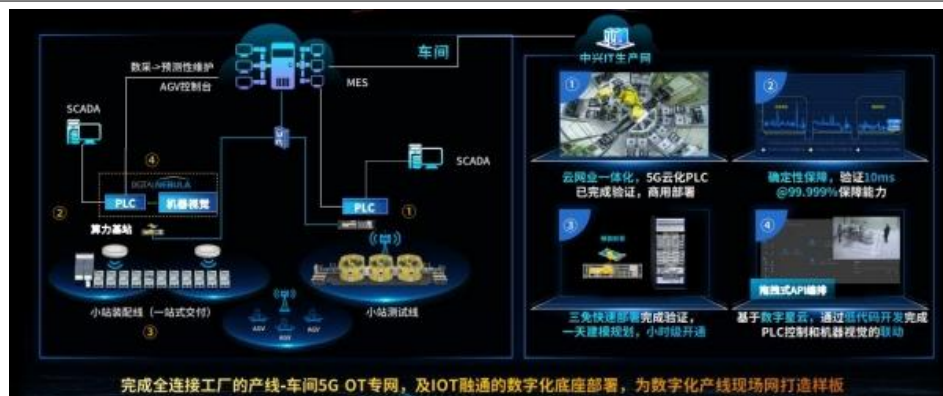 车间
中兴IT生产网
数采->预测性维护
AGV控制台
MES
SCADA
SCADA
④
DIGITAL NEBULA
PLC
机器视觉
PLC
①
②
算力基站
小站装配线（一站式交付）
③
AGV
AGV
AGV
小站测试线
①
云网业一体化，5G云化PLC
已完成验证，商用部署
②
确定性保障，验证10ms
@99.999%保障能力
③
三免快速部署完成验证，
一天建模规划，小时级开通
④
拖拽式API编排
基于数字星云，通过低代码开发完成
PLC控制和机器视觉的联动
完成全连接工厂的产线-车间5G OT专网，及IOT融通的数字化底座部署，为数字化产线现场网打造样板